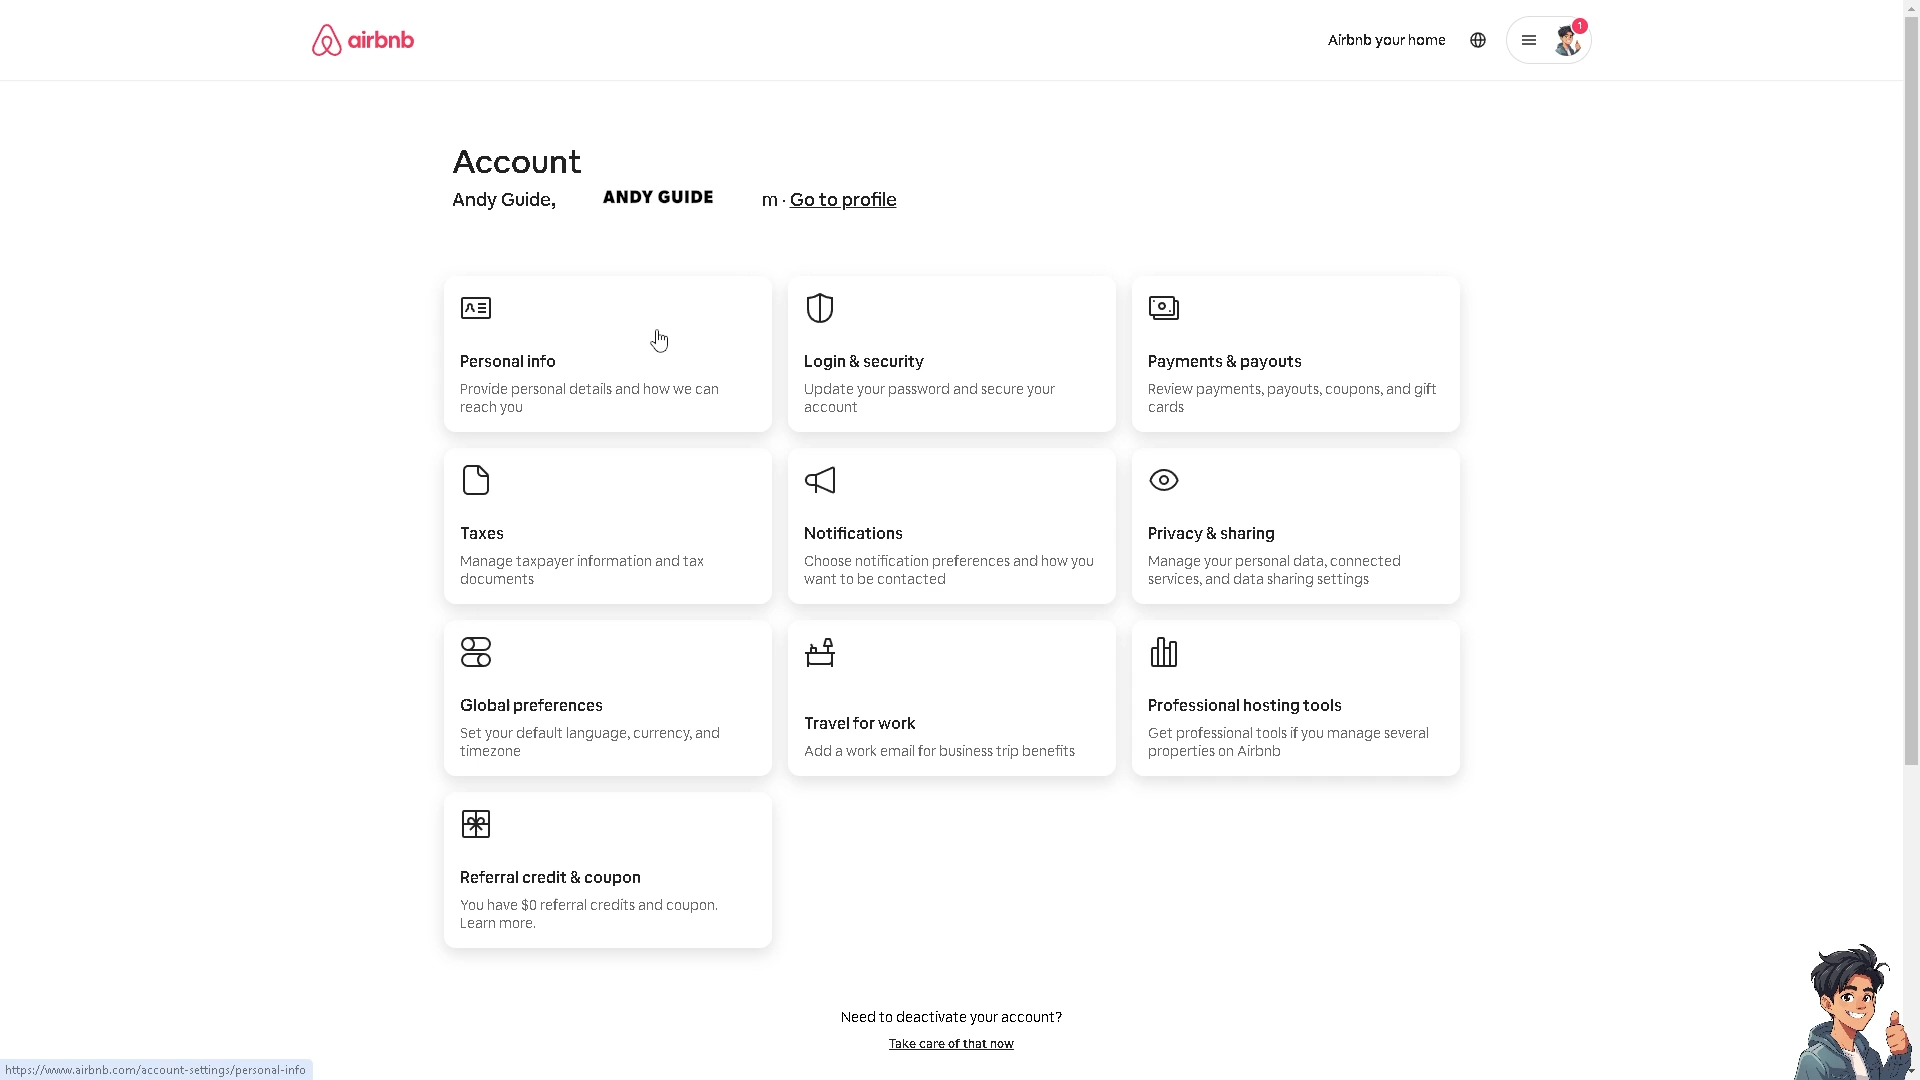 airbnb
Airbnb your home
1
Account
Andy Guide, ANDY GUIDE m · Go to profile
Personal info
Provide personal details and how we can
reach you
Login & security
Update your password and secure your
account
Payments & payouts
Review payments, payouts, coupons, and gift
cards
Taxes
Manage taxpayer information and tax
documents
Notifications
Choose notification preferences and how you
want to be contacted
Privacy & sharing
Manage your personal data, connected
services, and data sharing settings
Global preferences
Set your default language, currency, and
timezone
Travel for work
Add a work email for business trip benefits
Professional hosting tools
Get professional tools if you manage several
properties on Airbnb
Referral credit & coupon
You have $0 referral credits and coupon.
Learn more.
Need to deactivate your account?
Take care of that now
https://www.airbnb.com/account-settings/personal-info